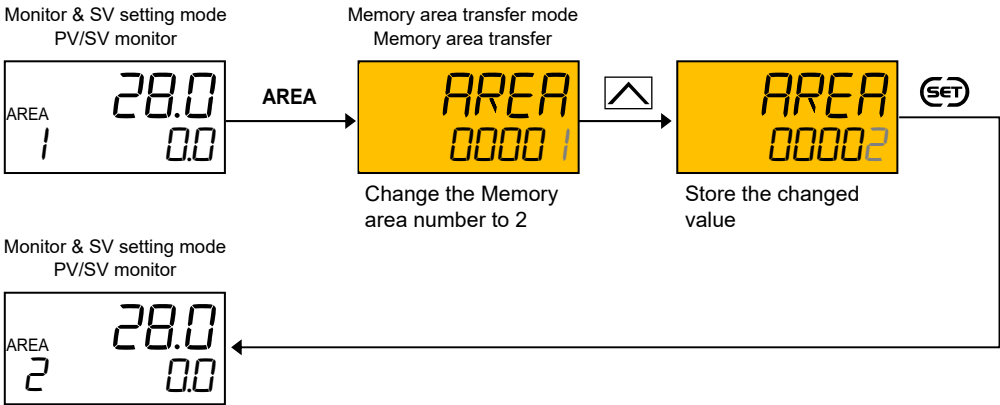 Monitor & SV setting mode
PV/SV monitor
AREA
28.0
1
0.0
AREA
Memory area transfer mode
Memory area transfer
AREA
00001
Change the Memory
area number to 2
AREA
00002
Store the changed
value
SET
Monitor & SV setting mode
PV/SV monitor
AREA
28.0
2
0.0